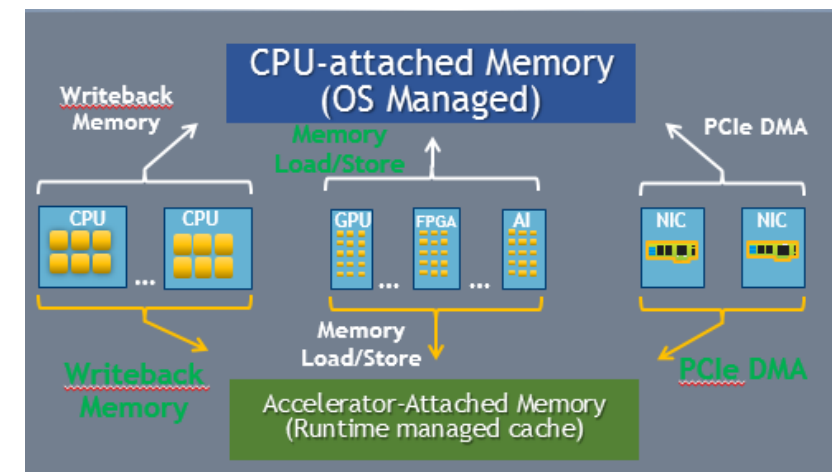 CPU-attached Memory
(OS Managed)
Writeback
Memory
Memory
Load/Store
PCIe DMA
CPU
CPU
GPU
FPGA
AI
NIC
NIC
...
...
...
Memory
Load/Store
Writeback
Memory
PCIe DMA
Accelerator-Attached Memory
(Runtime managed cache)